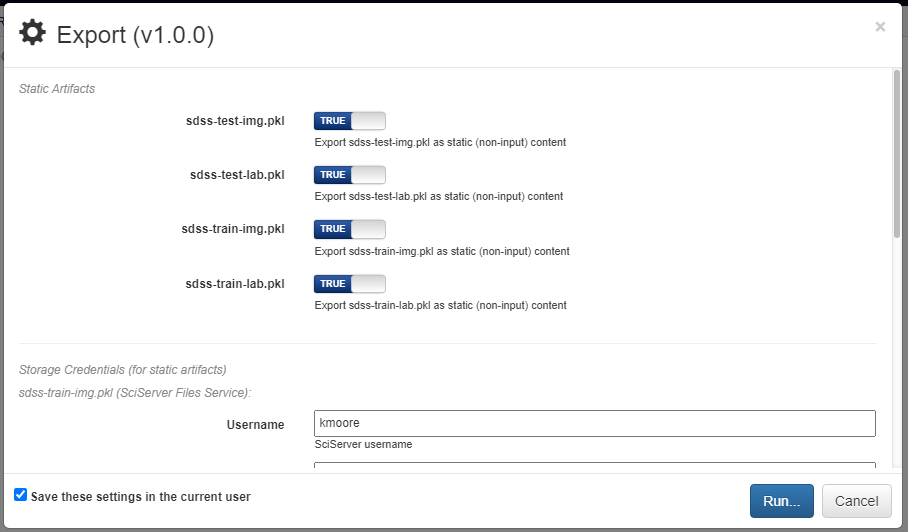 Export (v1.0.0)
×
Static Artifacts
sdss-test-img.pkl TRUE
Export sdss-test-img.pkl as static (non-input) content
sdss-test-lab.pkl TRUE
Export sdss-test-lab.pkl as static (non-input) content
sdss-train-img.pkl TRUE
Export sdss-train-img.pkl as static (non-input) content
sdss-train-lab.pkl TRUE
Export sdss-train-lab.pkl as static (non-input) content
Storage Credentials (for static artifacts)
sdss-train-img.pkl (SciServer Files Service):
Username kmoore
SciServer username
Save these settings in the current user Run... Cancel